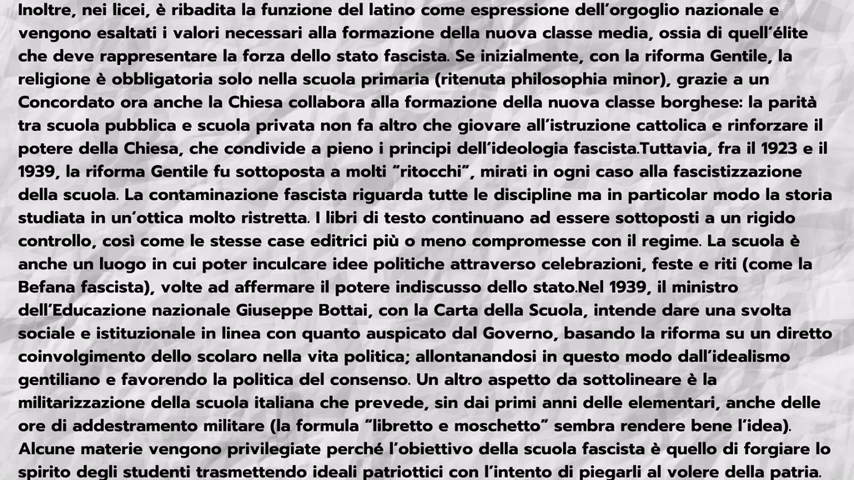 Inoltre, nei licei, è ribadita la funzione del latino come espressione dell'orgoglio nazionale e
vengono esaltati i valori necessari alla formazione della nuova classe media, ossia di quell'élite
che deve rappresentare la forza dello stato fascista. Se inizialmente, con la riforma Gentile, la
religione è obbligatoria solo nella scuola primaria (ritenuta philosophia minor), grazie a un
Concordato ora anche la Chiesa collabora alla formazione della nuova classe borghese: la parità
tra scuola pubblica e scuola privata non fa altro che giovare all'istruzione cattolica e rinforzare il
potere della Chiesa, che condivide a pieno i principi dell'ideologia fascista.Tuttavia, fra il 1923 e il
1939, la riforma Gentile fu sottoposta a molti “ritocchi”, mirati in ogni caso alla fascistizzazione
della scuola. La contaminazione fascista riguarda tutte le discipline ma in particolar modo la storia
studiata in un'ottica molto ristretta. I libri di testo continuano ad essere sottoposti a un rigido
controllo, così come le stesse case editrici più o meno compromesse con il regime. La scuola è
anche un luogo in cui poter inculcare idee politiche attraverso celebrazioni, feste e riti (come la
Befana fascista), volte ad affermare il potere indiscusso dello stato.Nel 1939, il ministro
dell'Educazione nazionale Giuseppe Bottai, con la Carta della Scuola, intende dare una svolta
sociale e istituzionale in linea con quanto auspicato dal Governo, basando la riforma su un diretto
coinvolgimento dello scolaro nella vita politica; allontanandosi in questo modo dall'idealismo
gentiliano e favorendo la politica del consenso. Un altro aspetto da sottolineare è la
militarizzazione della scuola italiana che prevede, sin dai primi anni delle elementari, anche delle
ore di addestramento militare (la formula “libretto e moschetto” sembra rendere bene l'idea).
Alcune materie vengono privilegiate perché l'obiettivo della scuola fascista è quello di forgiare lo
spirito degli studenti trasmettendo ideali patriottici con l'intento di piegarli al volere della patria.